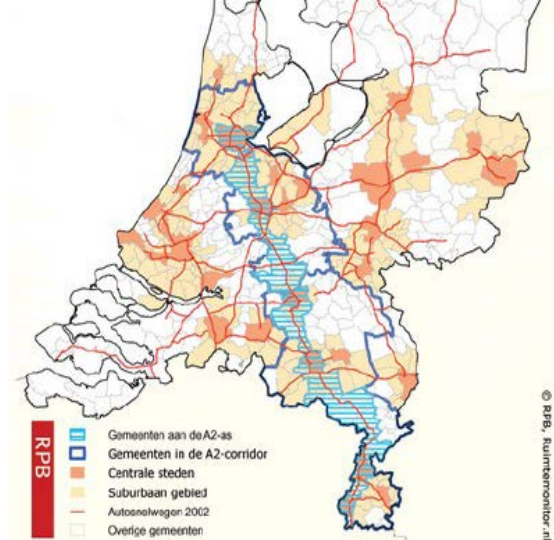 RPB
Gemeenten aan de A2-as
Gemeenten in de A2-corridor
Centrale steden
Suburbaan gebied
Autosnelwegen 2002
Overige gemeenten
© RPB, Ruimtemonitor.nl